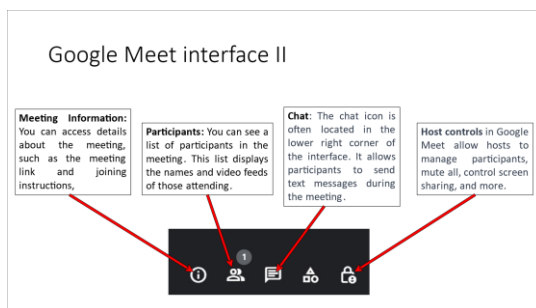 Google Meet interface II
Meeting Information:
You can access details
about the meeting,
such as the meeting
link and joining
instructions,
Participants: You can see a
list of participants in the
meeting. This list displays
the names and video feeds
of those attending.
Chat: The chat icon is
often located in the
lower right corner of
the interface. It allows
participants to send
text messages during
the meeting.
Host controls in Google
Meet allow hosts to
manage participants,
mute all, control screen
sharing, and more.
1